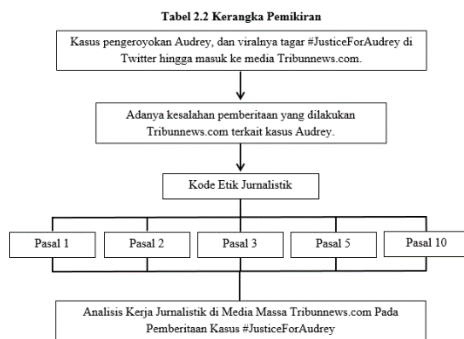 Tabel 2.2 Kerangka Pemikiran
Kasus pengeroyokan Audrey, dan viralnya tagar #JusticeForAudrey di
Twitter hingga masuk ke media Tribunnews.com.
Adanya kesalahan pemberitaan yang dilakukan
Tribunnews.com terkait kasus Audrey.
Kode Etik Jurnalistik
Pasal 1
Pasal 2
Pasal 3
Pasal 5
Pasal 10
Analisis Kerja Jurnalistik di Media Massa Tribunnews.com Pada
Pemberitaan Kasus #JusticeForAudrey